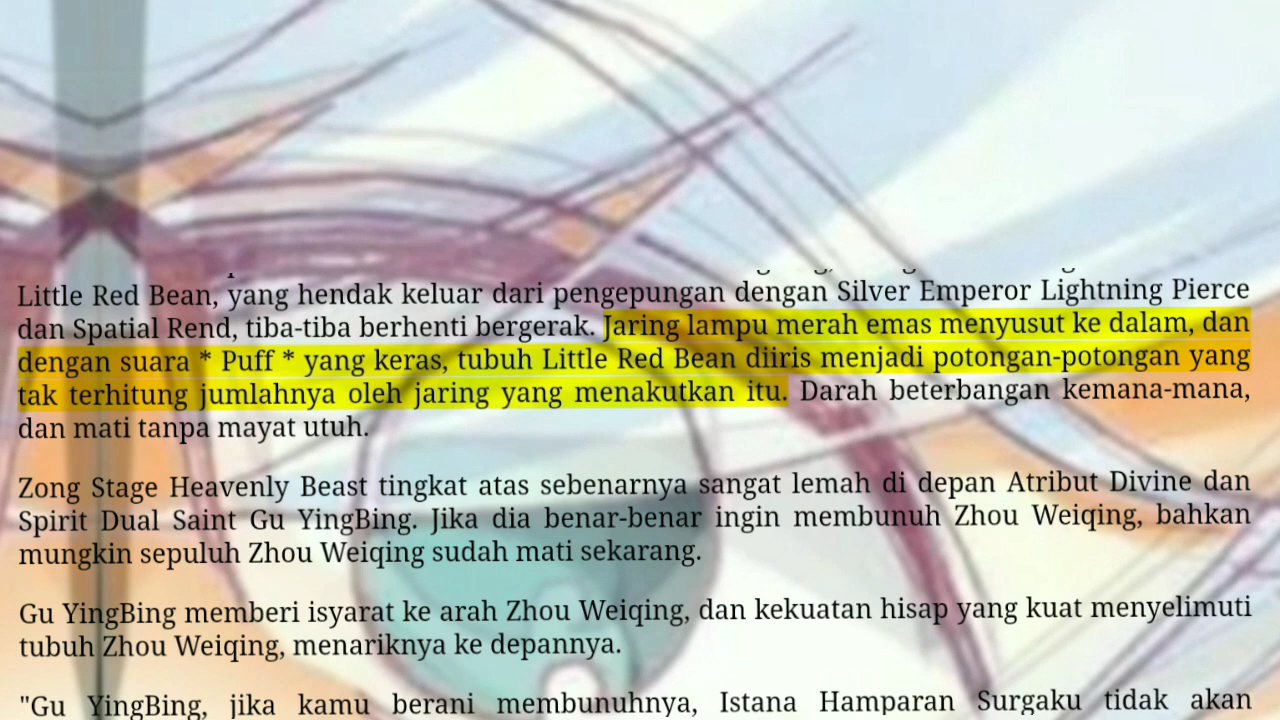 Little Red Bean, yang hendak keluar dari pengepungan dengan Silver Emperor Lightning Pierce
dan Spatial Rend, tiba-tiba berhenti bergerak. Jaring lampu merah emas menyusut ke dalam, dan
dengan suara * Puff * yang keras, tubuh Little Red Bean diiris menjadi potongan-potongan yang
tak terhitung jumlahnya oleh jaring yang menakutkan itu. Darah beterbangan kemana-mana,
dan mati tanpa mayat utuh.
Zong Stage Heavenly Beast tingkat atas sebenarnya sangat lemah di depan Atribut Divine dan
Spirit Dual Saint Gu YingBing. Jika dia benar-benar ingin membunuh Zhou Weiqing, bahkan
mungkin sepuluh Zhou Weiqing sudah mati sekarang.
Gu YingBing memberi isyarat ke arah Zhou Weiqing, dan kekuatan hisap yang kuat menyelimuti
tubuh Zhou Weiqing, menariknya ke depannya.
"Gu YingBing, jika kamu berani membunuhnya, Istana Hamparan Surgaku tidak akan